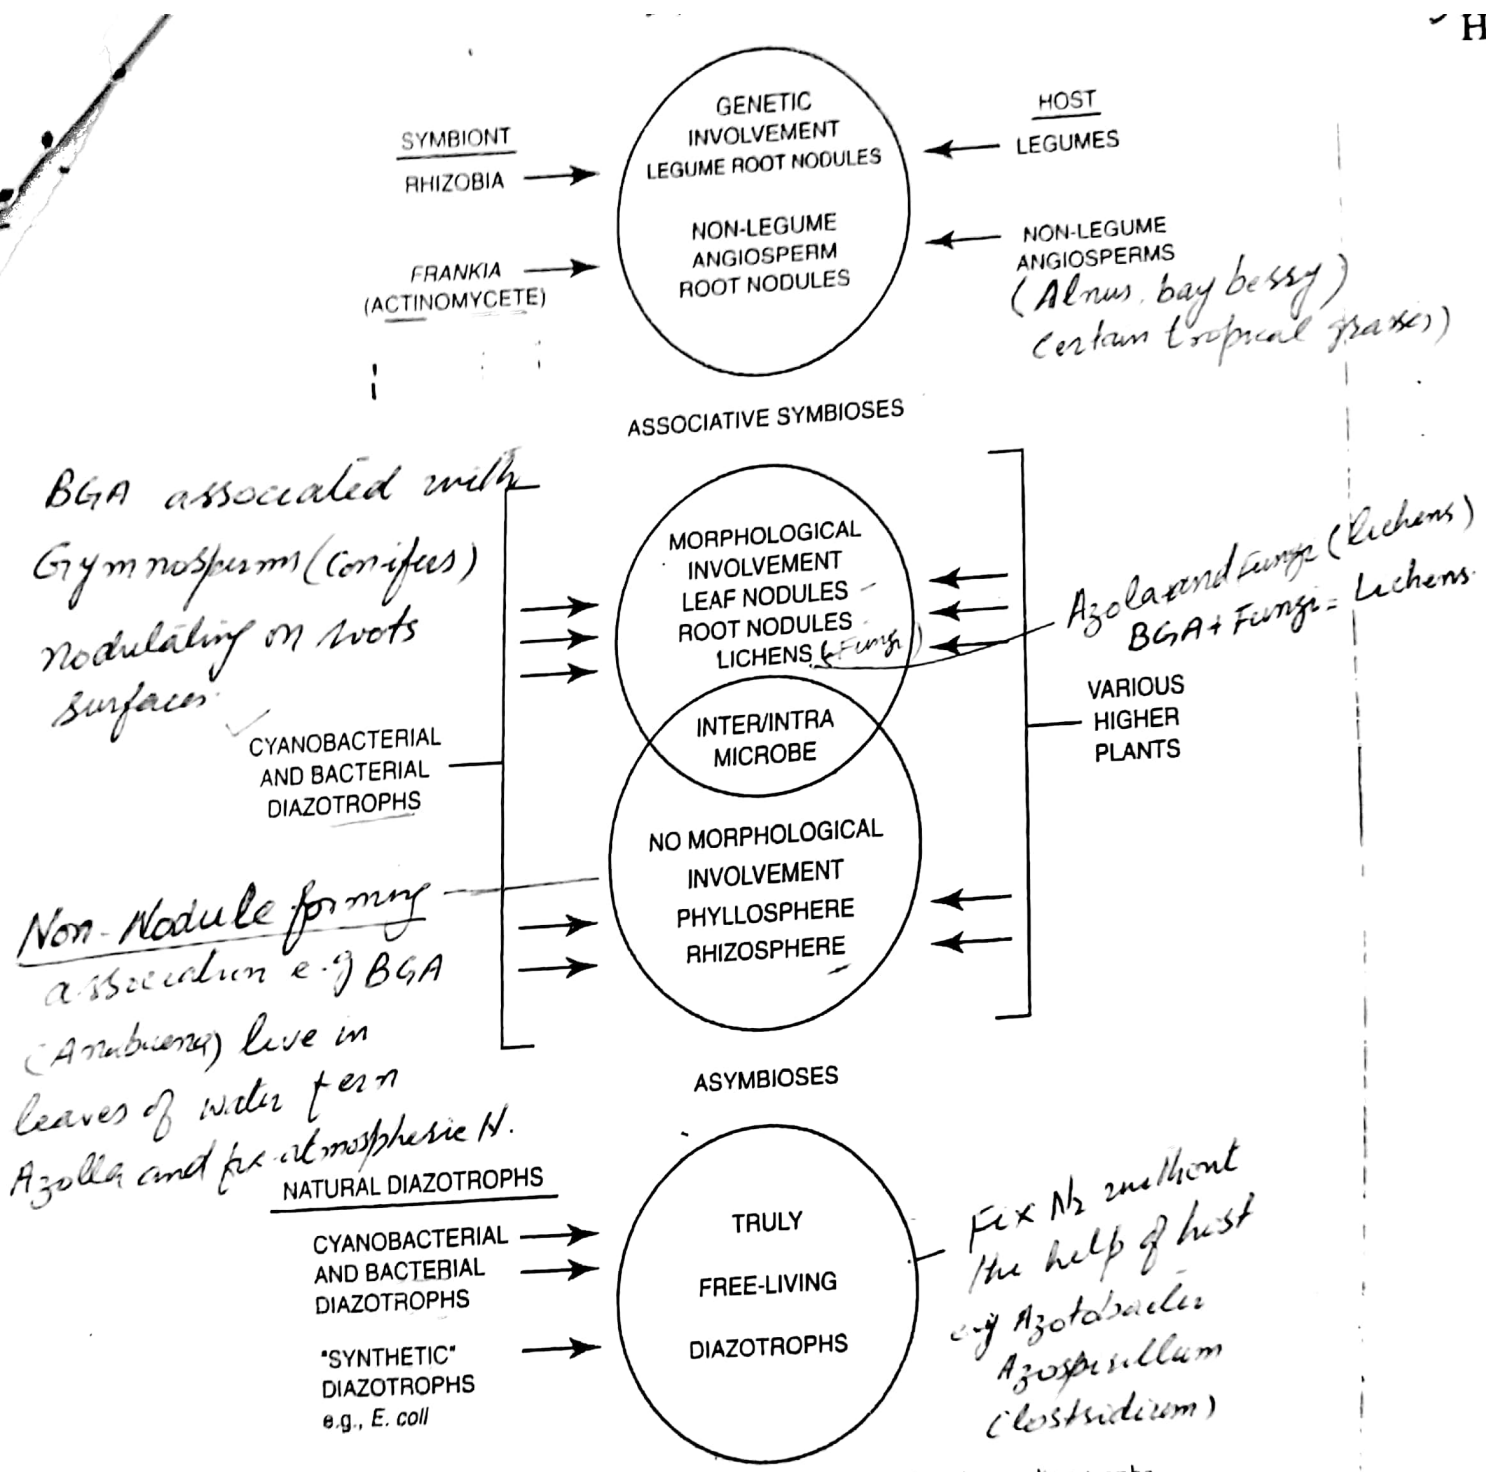 H
SYMBIONT
RHIZOBIA
FRANKIA
(ACTINOMYCETE)
GENETIC
INVOLVEMENT
LEGUME ROOT NODULES
NON-LEGUME
ANGIOSPERM
ROOT NODULES
HOST
LEGUMES
NON-LEGUME
ANGIOSPERMS
(Alnus, bay berry)
Certain tropical grasses)
ASSOCIATIVE SYMBIOSES
BGA associated with
Gymnosperms (conifers)
nodulating on roots
surfaces.
CYANOBACTERIAL
AND BACTERIAL
DIAZOTROPHS
MORPHOLOGICAL
INVOLVEMENT
LEAF NODULES
ROOT NODULES
LICHENS (+Fungi)
Azola and Fungi (lichens)
BGA + Fungi = Lichens.
INTER/INTRA
MICROBE
VARIOUS
HIGHER
PLANTS
NO MORPHOLOGICAL
INVOLVEMENT
PHYLLOSPHERE
RHIZOSPHERE
Non-Nodule forming
association e.g BGA
(Anabuena) live in
leaves of water fern
Azolla and fix atmospheric N.
ASYMBIOSES
NATURAL DIAZOTROPHS
CYANOBACTERIAL
AND BACTERIAL
DIAZOTROPHS
"SYNTHETIC"
DIAZOTROPHS
e.g., E. coli
TRULY
FREE-LIVING
DIAZOTROPHS
Fix N2 without
the help of host
e.g Azotobacter
Azospirillum
Clostridium)